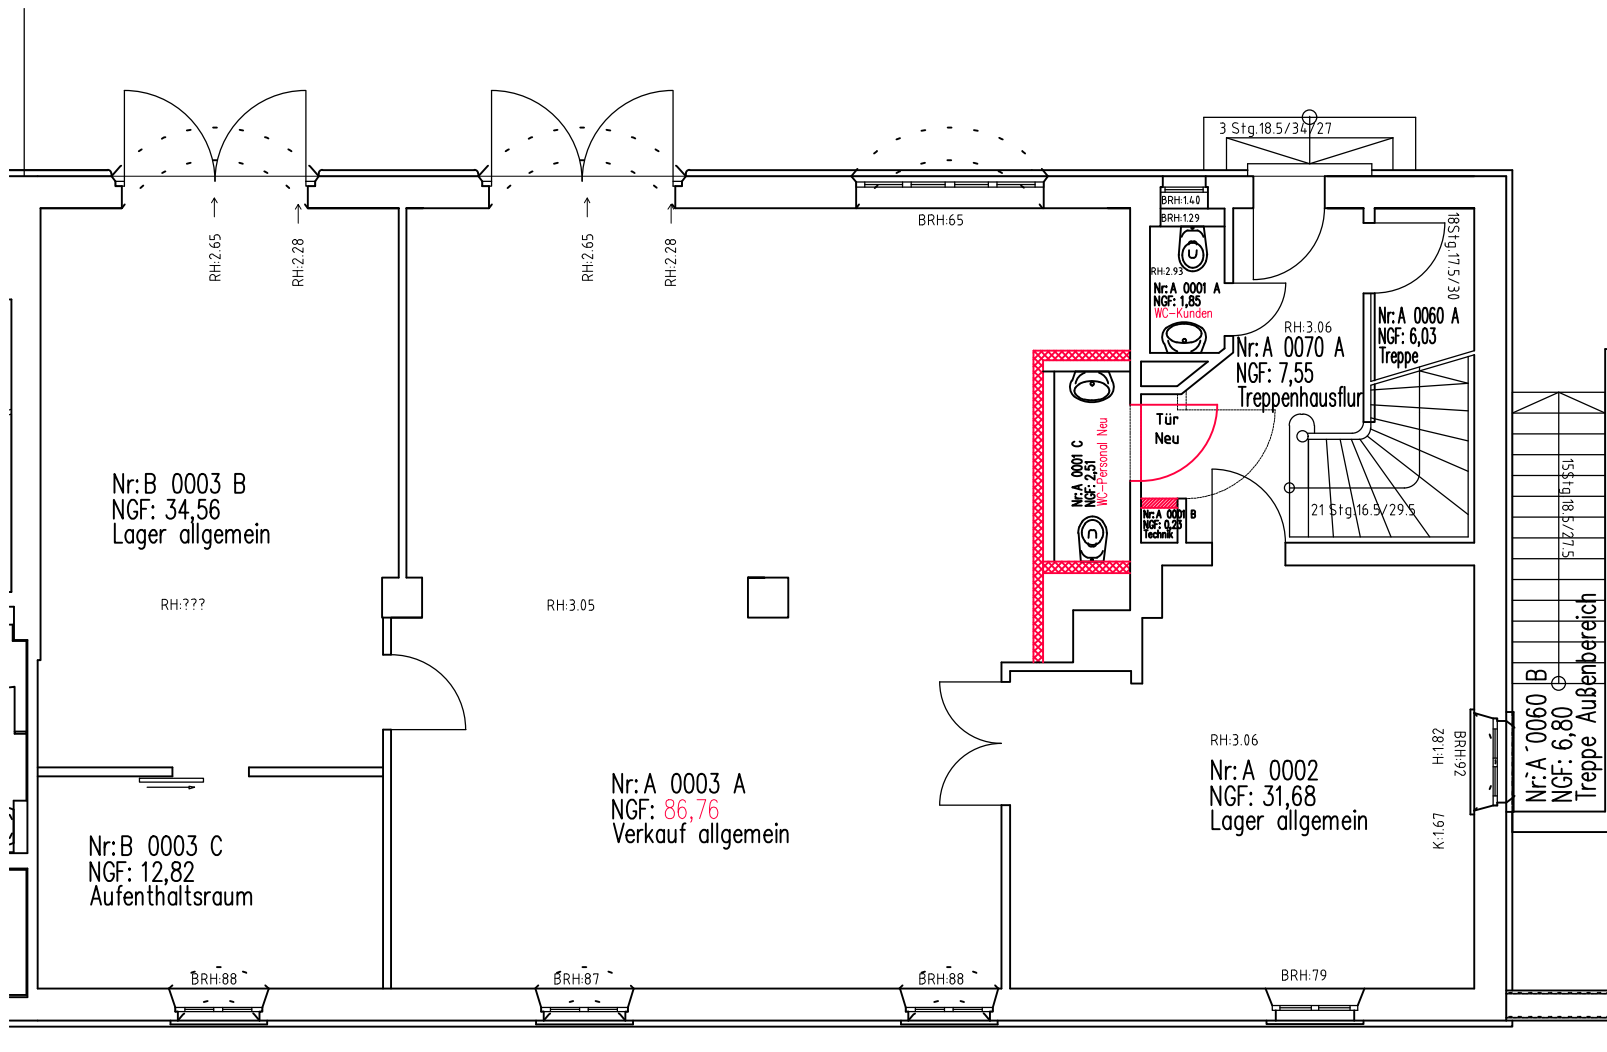 3 Stg.18.5/34/27
BRH:1.40
BRH:1.29
BRH:65
RH:2.65
RH:2.28
RH:2.65
RH:2.28
RH:2.93
Nr:A 0001 A
NGF: 1,85
WC-Kunden
18Stg.17.5/30
Nr:A 0060 A
NGF: 6,03
Treppe
RH:3.06
Nr:A 0070 A
NGF: 7,55
Treppenhausflur
Tür
Neu
Nr:A 0001 C
NGF: 2,51
WC-Personal Neu
Nr:A 0001 B
NGF: 0,23
Technik
21 Stg.16.5/29.5
15Stg.18.5/27.5
Nr:B 0003 B
NGF: 34,56
Lager allgemein
RH:???
RH:3.05
Nr:A 0060 B
NGF: 6,80
Treppe Außenbereich
RH:3.06
Nr:A 0002
NGF: 31,68
Lager allgemein
H:1.82
BRH:92
K:1.67
Nr:A 0003 A
NGF: 86,76
Verkauf allgemein
Nr:B 0003 C
NGF: 12,82
Aufenthaltsraum
BRH:88
BRH:87
BRH:88
BRH:79